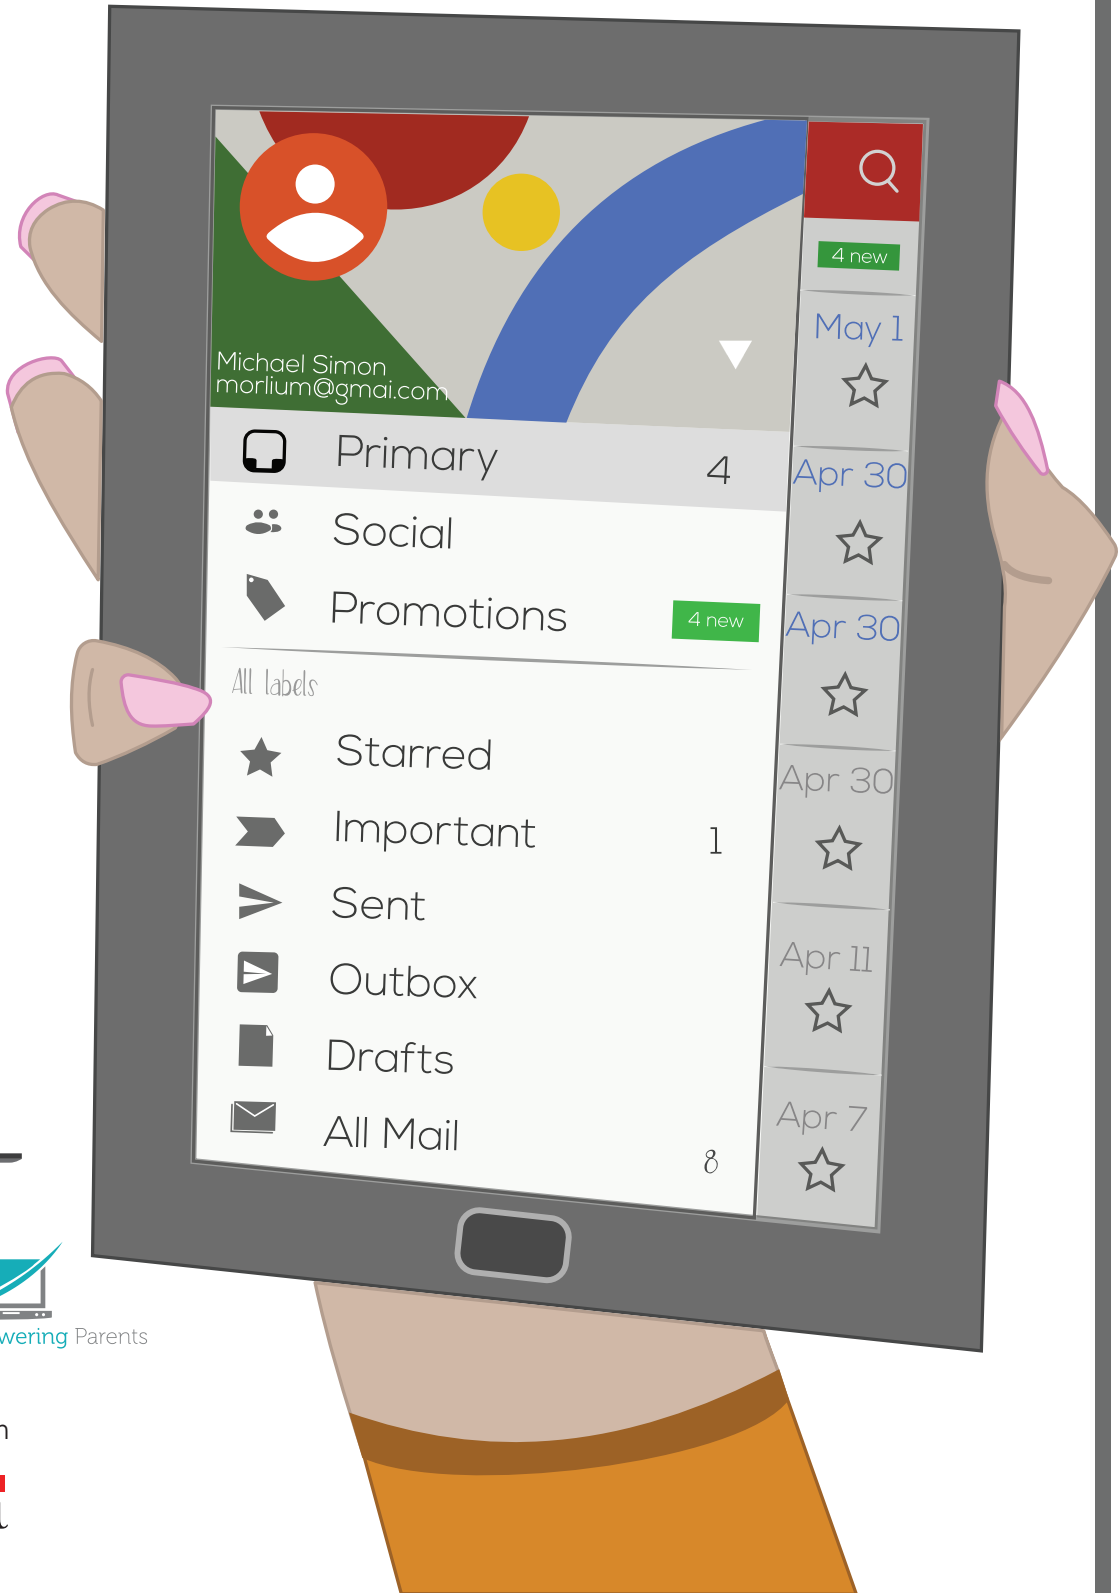 Michael Simon
morlium@gmai.com
Primary 4
Social
Promotions 4 new
All labels
Starred
Important 1
Sent
Outbox
Drafts
All Mail 8
4 new
May 1
Apr 30
Apr 30
Apr 30
Apr 11
Apr 7
wering Parents